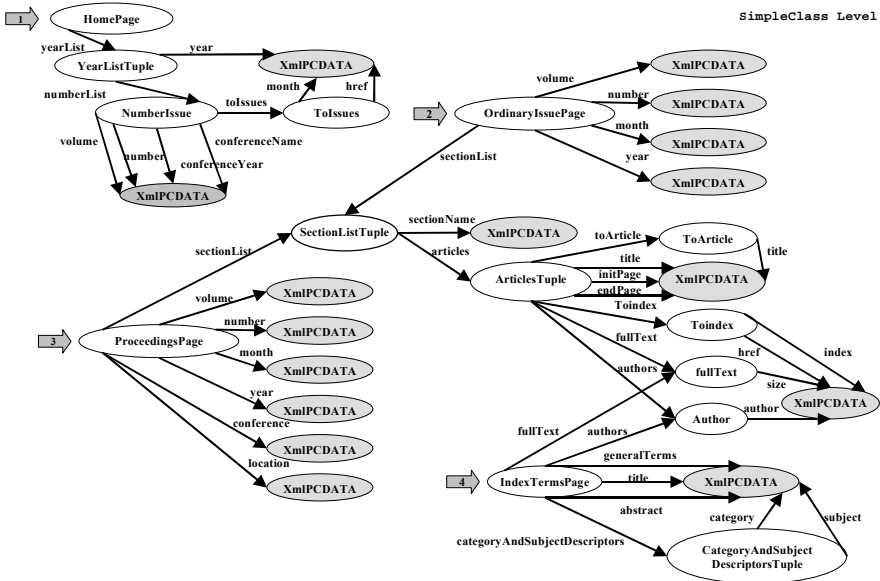 SimpleClass Level
1
HomePage
yearList
year
YearListTuple
XmlPCDATA
numberList
month
href
toIssues
NumberIssue
ToIssues
volume
number
conferenceYear
conferenceName
XmlPCDATA
2
OrdinaryIssuePage
volume
XmlPCDATA
number
XmlPCDATA
month
XmlPCDATA
year
XmlPCDATA
sectionList
sectionList
SectionListTuple
sectionName
XmlPCDATA
articles
ArticlesTuple
toArticle
ToArticle
title
title
initPage
endPage
XmlPCDATA
Toindex
Toindex
fullText
href
index
authors
fullText
size
XmlPCDATA
Author
author
3
ProceedingsPage
volume
XmlPCDATA
number
XmlPCDATA
month
XmlPCDATA
year
XmlPCDATA
conference
XmlPCDATA
location
XmlPCDATA
fullText
authors
generalTerms
4
IndexTermsPage
title
XmlPCDATA
abstract
category
subject
categoryAndSubjectDescriptors
CategoryAndSubject
DescriptorsTuple